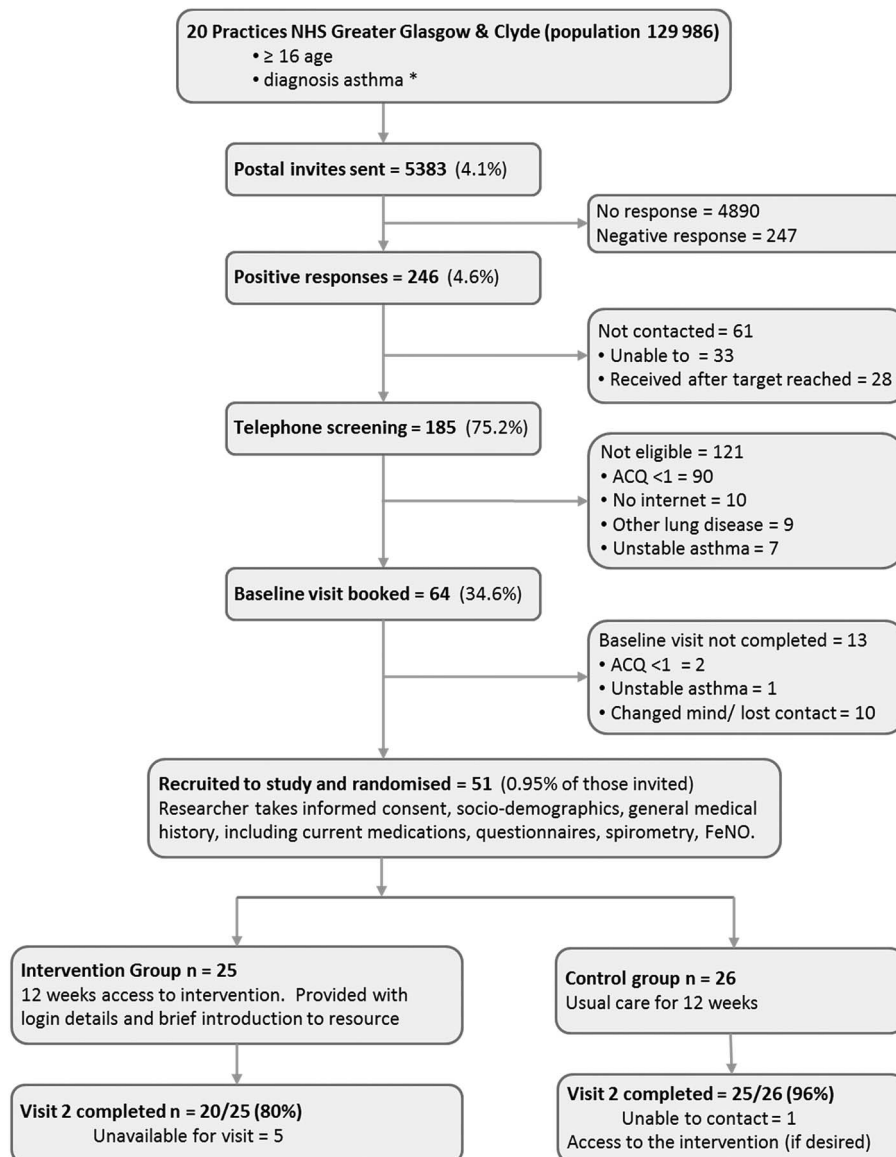 20 Practices NHS Greater Glasgow & Clyde (population 129 986)
• ≥ 16 age
• diagnosis asthma *
Postal invites sent = 5383 (4.1%)
No response = 4890
Negative response = 247
Positive responses = 246 (4.6%)
Not contacted = 61
• Unable to = 33
• Received after target reached = 28
Telephone screening = 185 (75.2%)
Not eligible = 121
• ACQ <1 = 90
• No internet = 10
• Other lung disease = 9
• Unstable asthma = 7
Baseline visit booked = 64 (34.6%)
Baseline visit not completed = 13
• ACQ <1 = 2
• Unstable asthma = 1
• Changed mind/ lost contact = 10
Recruited to study and randomised = 51 (0.95% of those invited)
Researcher takes informed consent, socio-demographics, general medical
history, including current medications, questionnaires, spirometry, FeNO.
Intervention Group n = 25
12 weeks access to intervention. Provided with
login details and brief introduction to resource
Control group n = 26
Usual care for 12 weeks
Visit 2 completed n = 20/25 (80%)
Unavailable for visit = 5
Visit 2 completed = 25/26 (96%)
Unable to contact = 1
Access to the intervention (if desired)